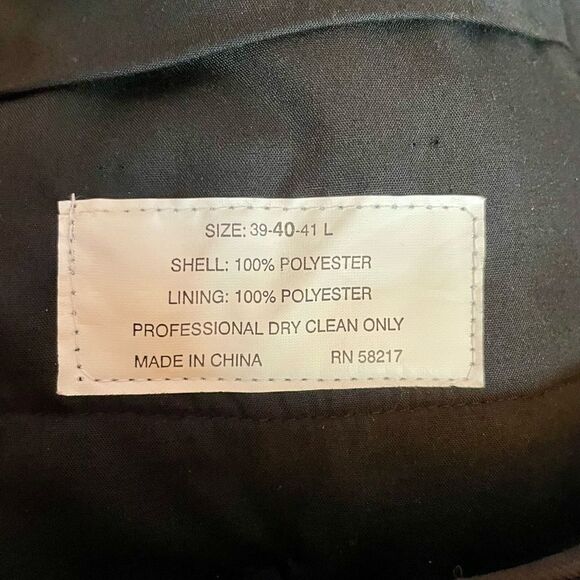 SIZE: 39-40-41 L
SHELL: 100% POLYESTER
LINING: 100% POLYESTER
PROFESSIONAL DRY CLEAN ONLY
MADE IN CHINA RN 58217